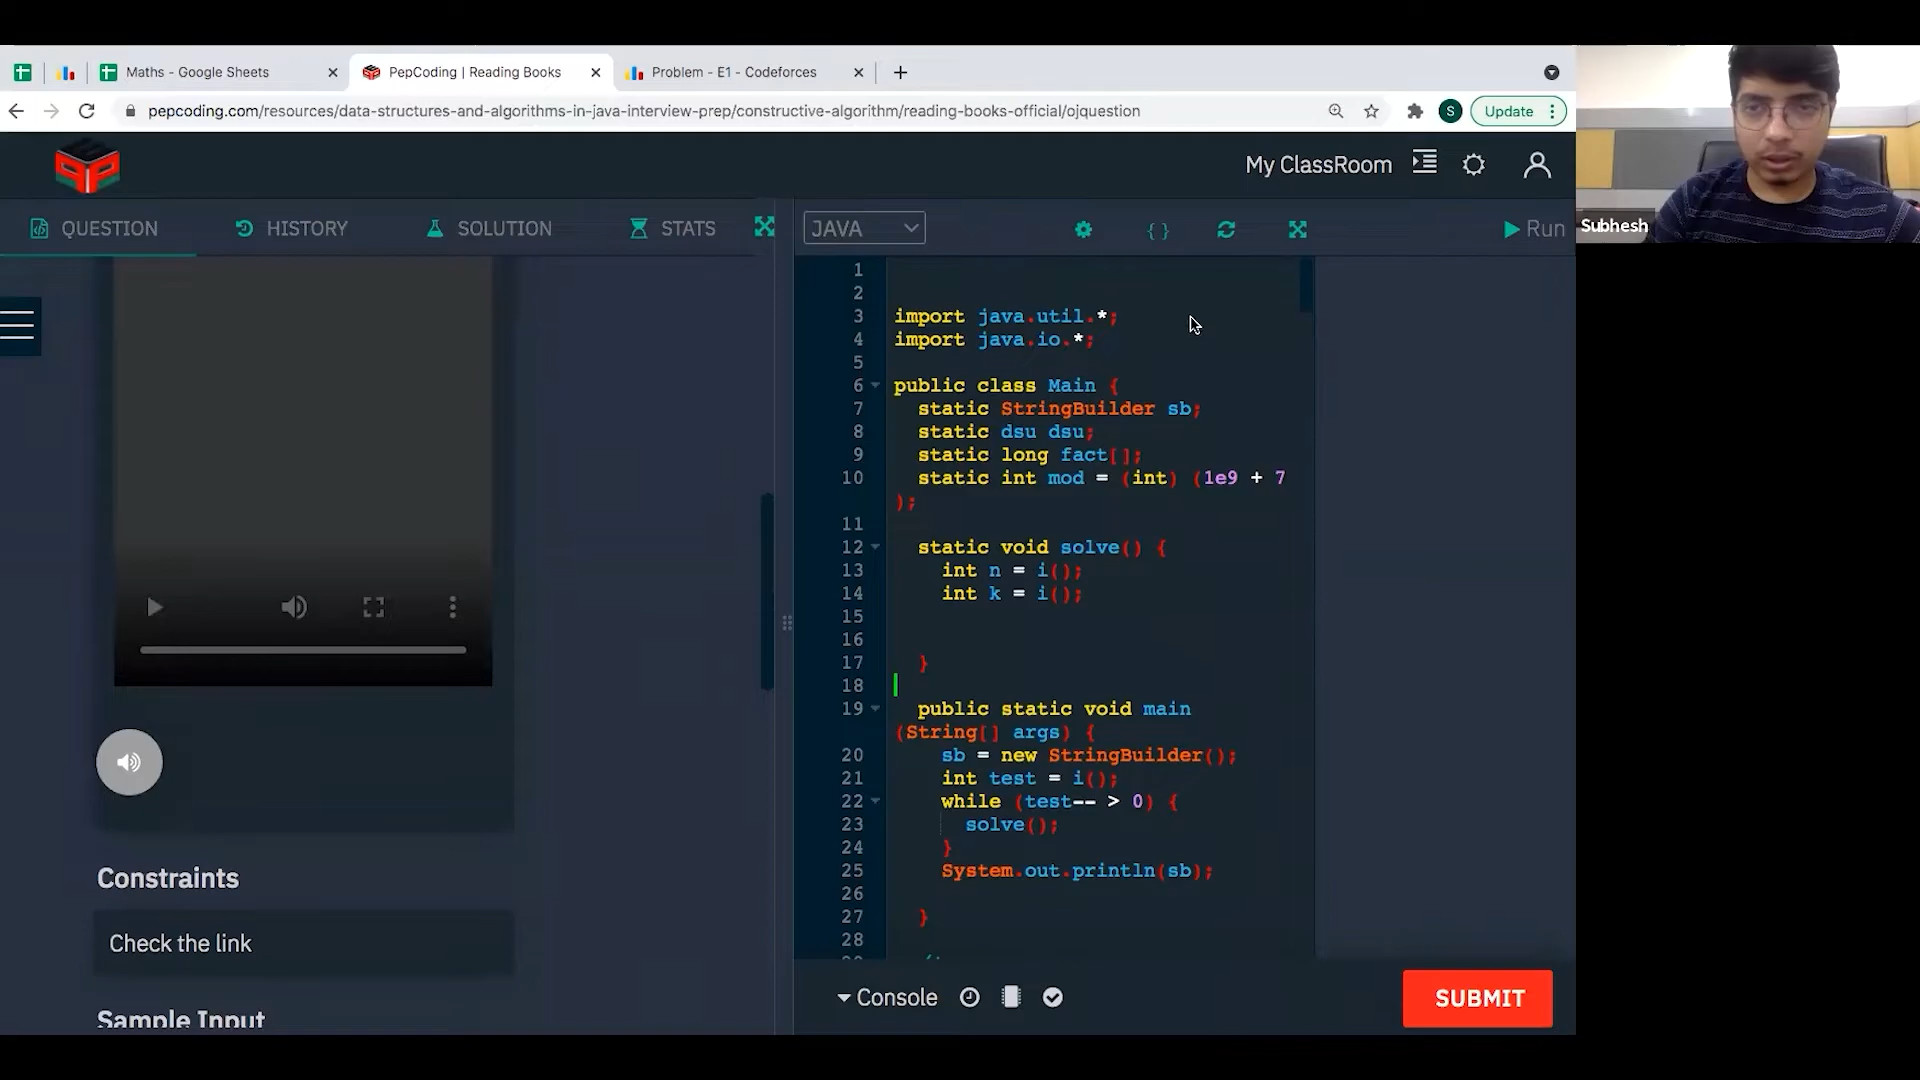 Maths - Google Sheets
PepCoding | Reading Books
Problem - E1 - Codeforces
pepcoding.com/resources/data-structures-and-algorithms-in-java-interview-prep/constructive-algorithm/reading-books-official/ojquestion
S
Update
Subhesh
My ClassRoom
QUESTION
HISTORY
SOLUTION
STATS
JAVA
{ }
Run
1
2
3 import java.util.*;
4 import java.io.*;
5
6 public class Main {
7 static StringBuilder sb;
8 static dsu dsu;
9 static long fact[];
10 static int mod = (int) (1e9 + 7
);
11
12 static void solve() {
13 int n = i();
14 int k = i();
15
16
17 }
18
19 public static void main
(String[] args) {
20 sb = new StringBuilder();
21 int test = i();
22 while (test-- > 0) {
23 solve();
24 }
25 System.out.println(sb);
26
27 }
28
Constraints
Check the link
Sample Input
Console
SUBMIT